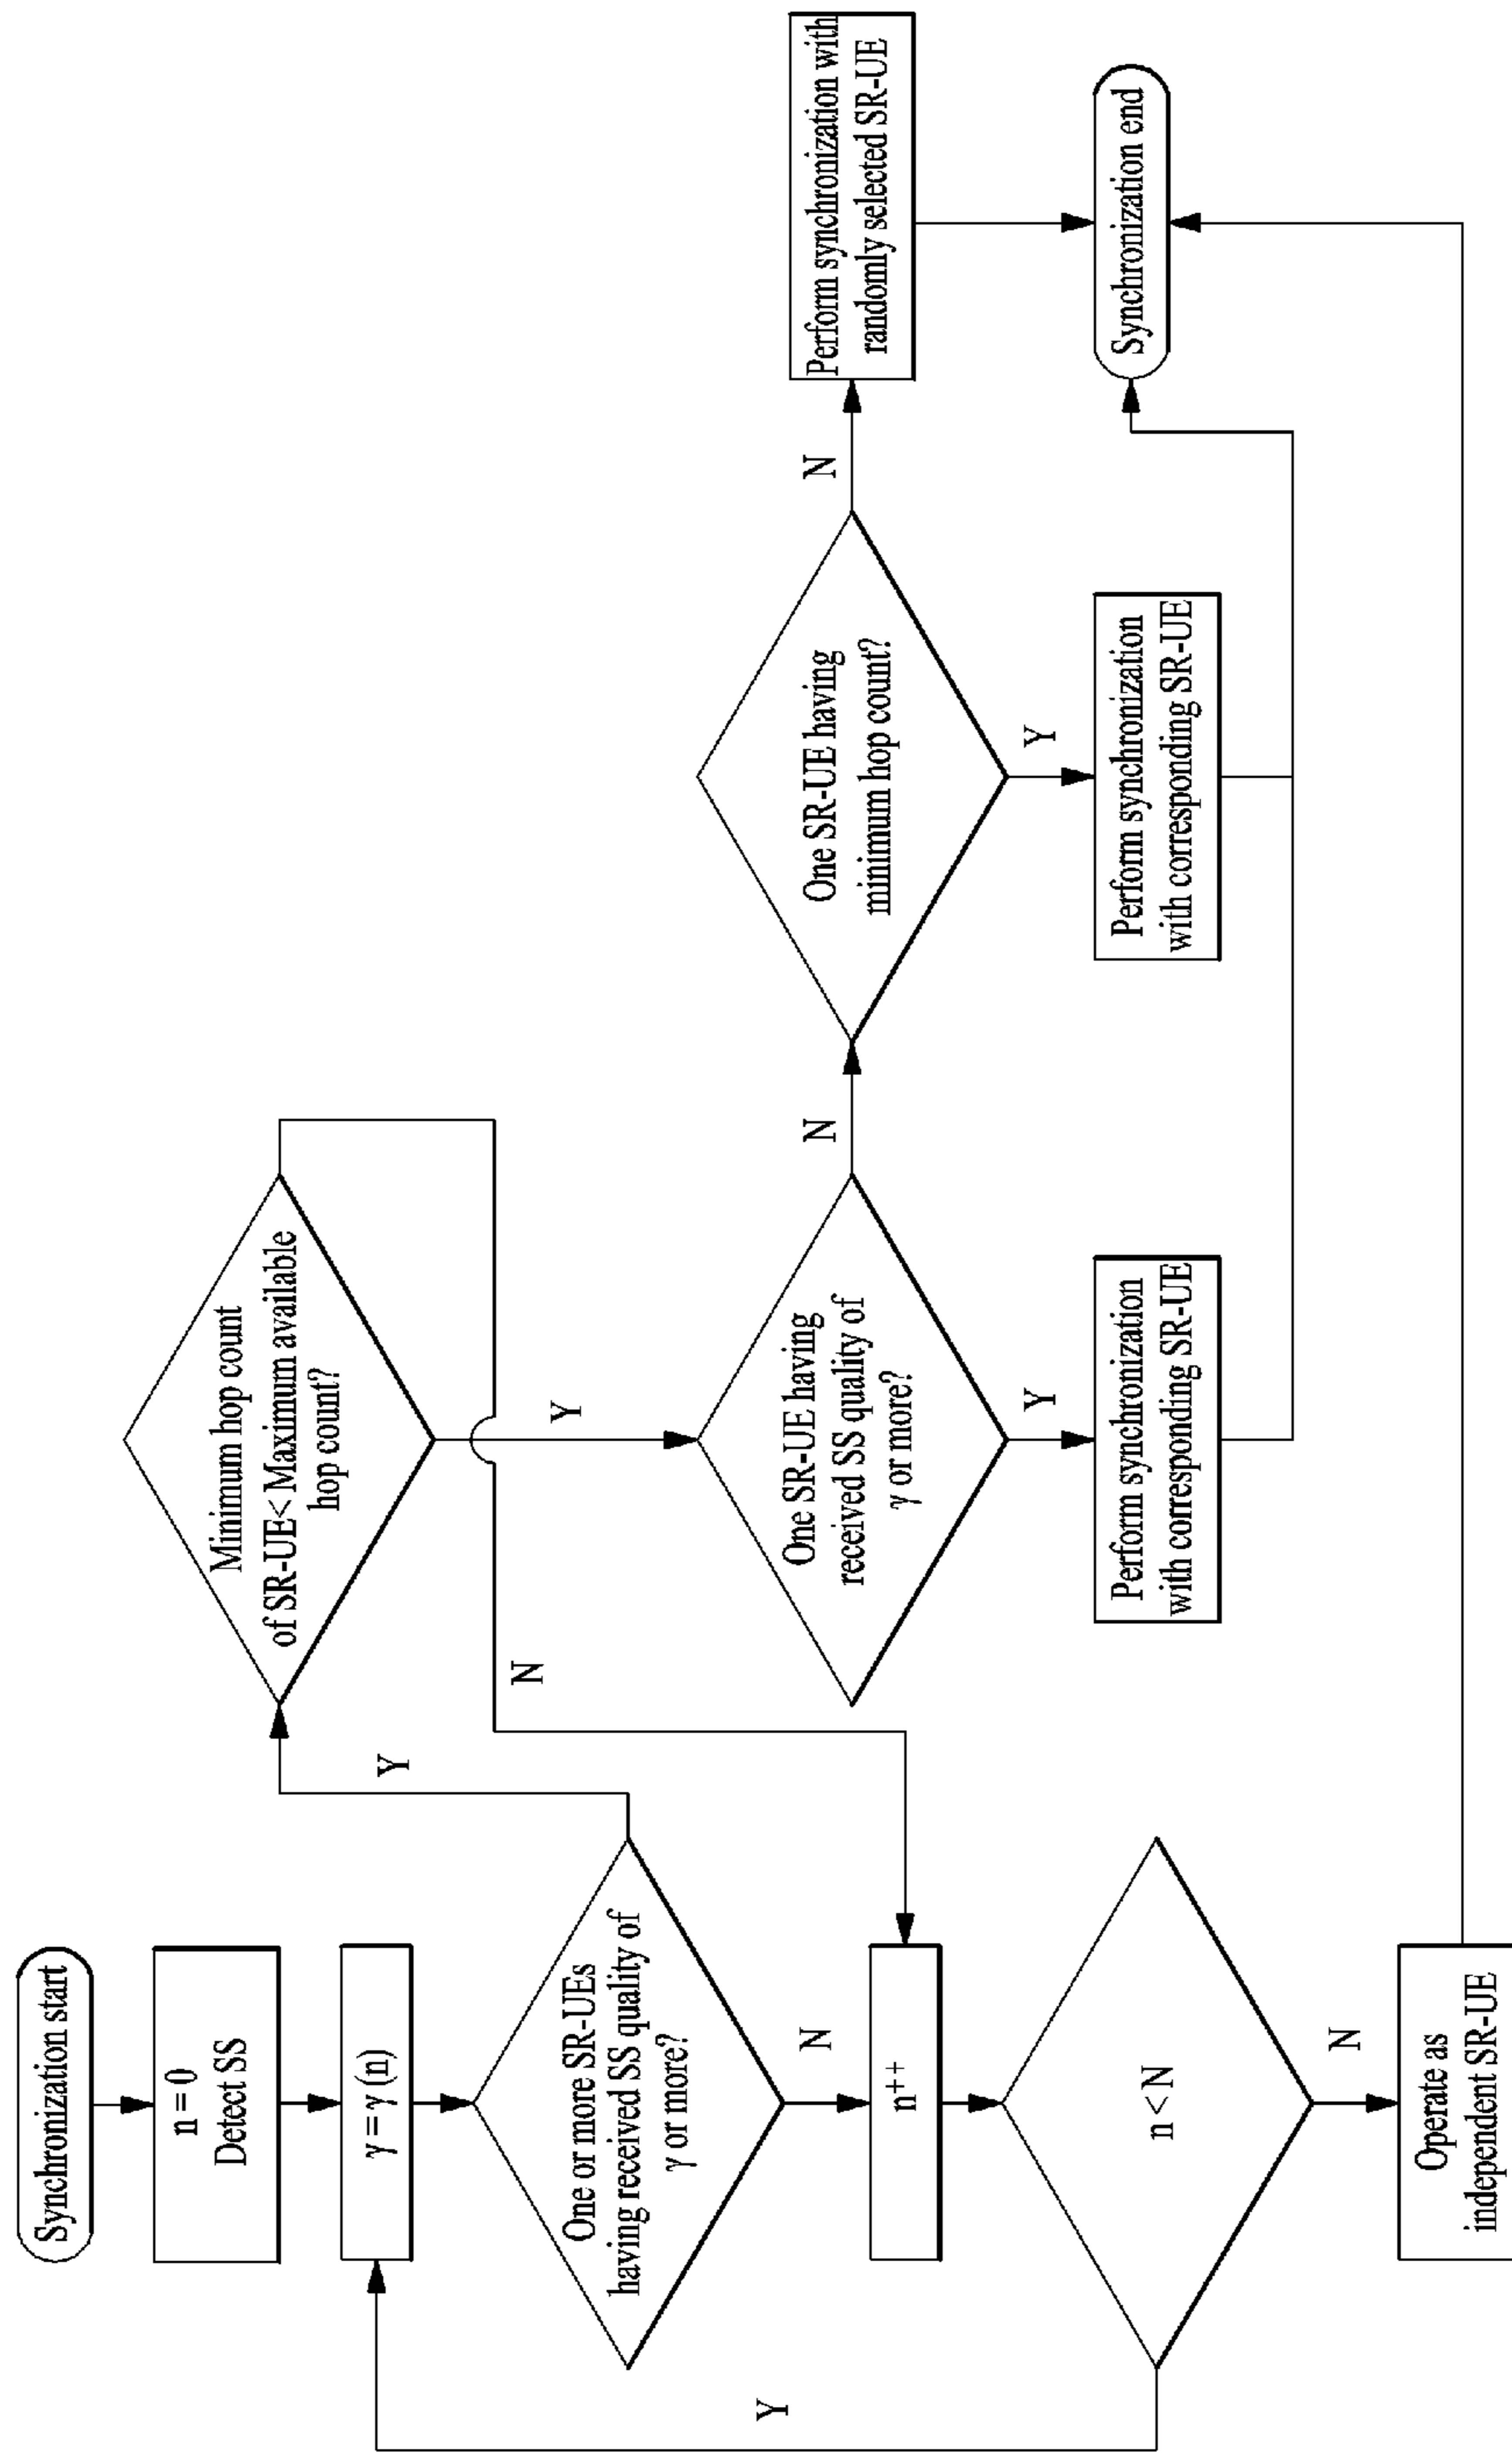 Synchronization start
n = 0
Detect SS
γ = γ (n)
One or more SR-UEs
having received SS quality of
γ or more?
Y
N
n++
n < N
Y
N
Operate as
independent SR-UE
Minimum hop count
of SR-UE< Maximum available
hop count?
N
Y
One SR-UE having
received SS quality of
γ or more?
N
Y
Perform synchronization
with corresponding SR-UE
One SR-UE having
minimum hop count?
N
Y
Perform synchronization
with corresponding SR-UE
Perform synchronization with
randomly selected SR-UE
Synchronization end